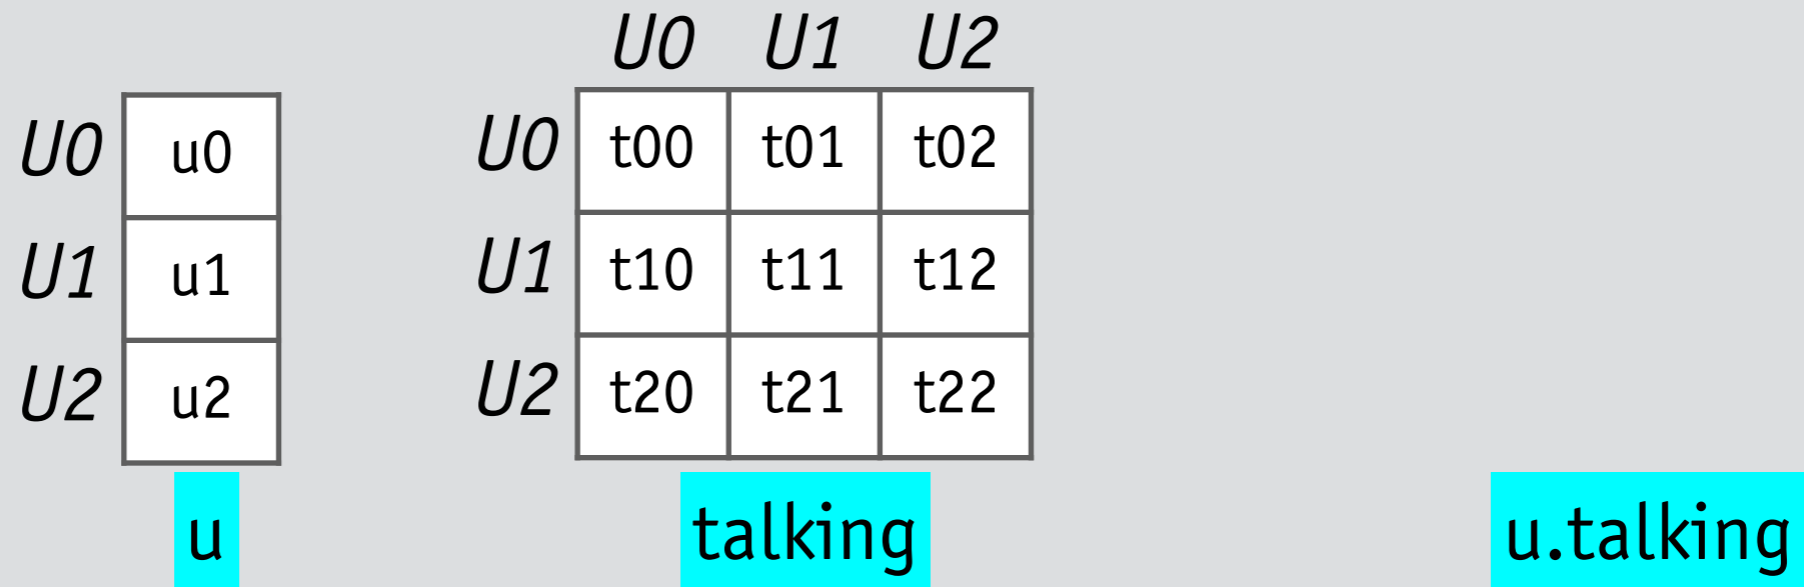 U0 U1 U2
U0 u0 U0 t00 t01 t02
U1 u1 U1 t10 t11 t12
U2 u2 U2 t20 t21 t22
u talking u.talking